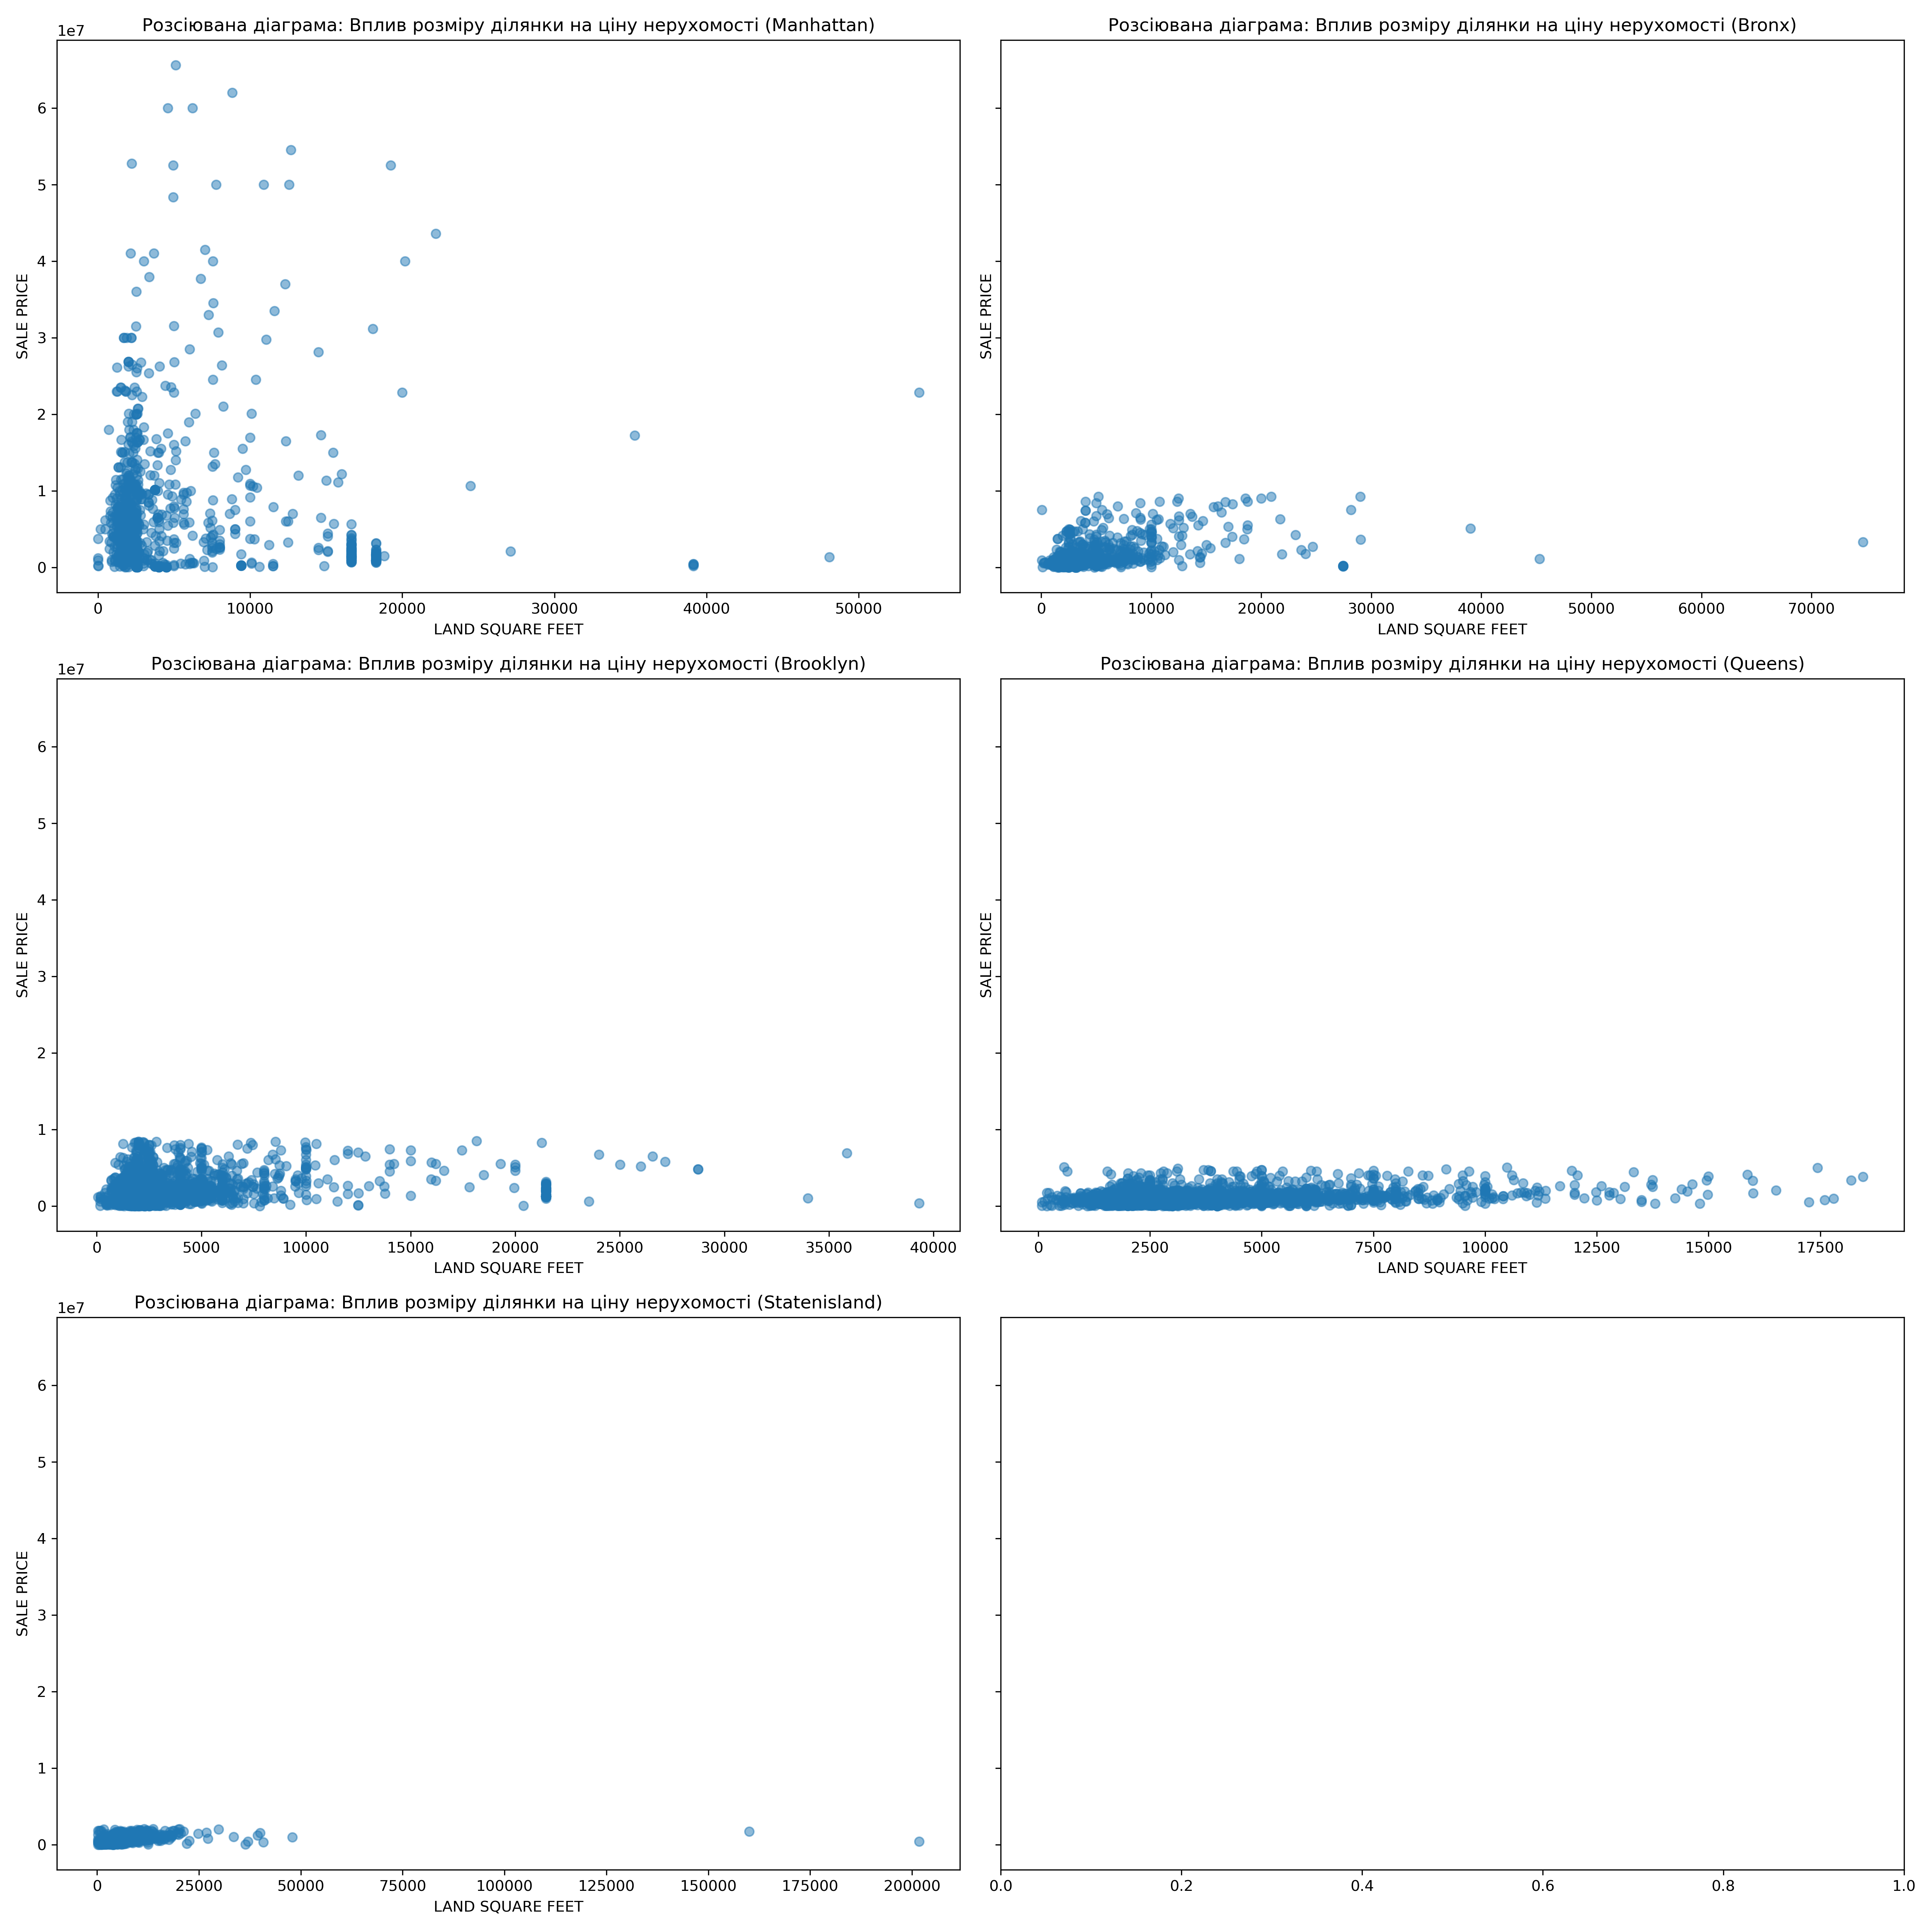 Розсіювана діаграма: Вплив розміру ділянки на ціну нерухомості (Manhattan)
1e7
6
5
4
3
2
1
0
SALE PRICE
0 10000 20000 30000 40000 50000
LAND SQUARE FEET
Розсіювана діаграма: Вплив розміру ділянки на ціну нерухомості (Bronx)
SALE PRICE
0 10000 20000 30000 40000 50000 60000 70000
LAND SQUARE FEET
Розсіювана діаграма: Вплив розміру ділянки на ціну нерухомості (Brooklyn)
1e7
6
5
4
3
2
1
0
SALE PRICE
0 5000 10000 15000 20000 25000 30000 35000 40000
LAND SQUARE FEET
Розсіювана діаграма: Вплив розміру ділянки на ціну нерухомості (Queens)
SALE PRICE
0 2500 5000 7500 10000 12500 15000 17500
LAND SQUARE FEET
Розсіювана діаграма: Вплив розміру ділянки на ціну нерухомості (Statenisland)
1e7
6
5
4
3
2
1
0
SALE PRICE
0 25000 50000 75000 100000 125000 150000 175000 200000
LAND SQUARE FEET
0.0 0.2 0.4 0.6 0.8 1.0